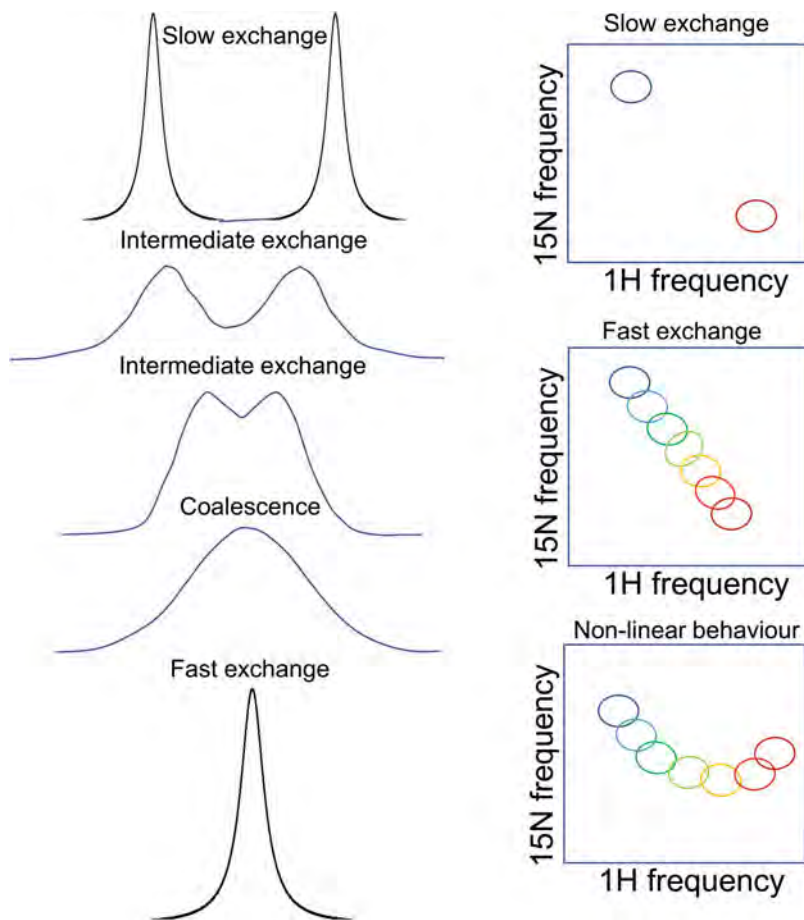 Slow exchange
Intermediate exchange
Intermediate exchange
Coalescence
Fast exchange
Slow exchange
15N frequency
1H frequency
Fast exchange
15N frequency
1H frequency
Non-linear behaviour
15N frequency
1H frequency